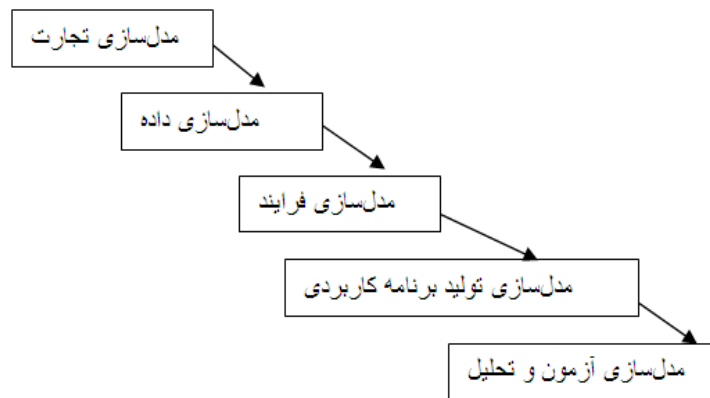 مدل‌سازی تجارت
مدل‌سازی داده
مدل‌سازی فرایند
مدل‌سازی تولید برنامه کاربردی
مدل‌سازی آزمون و تحلیل